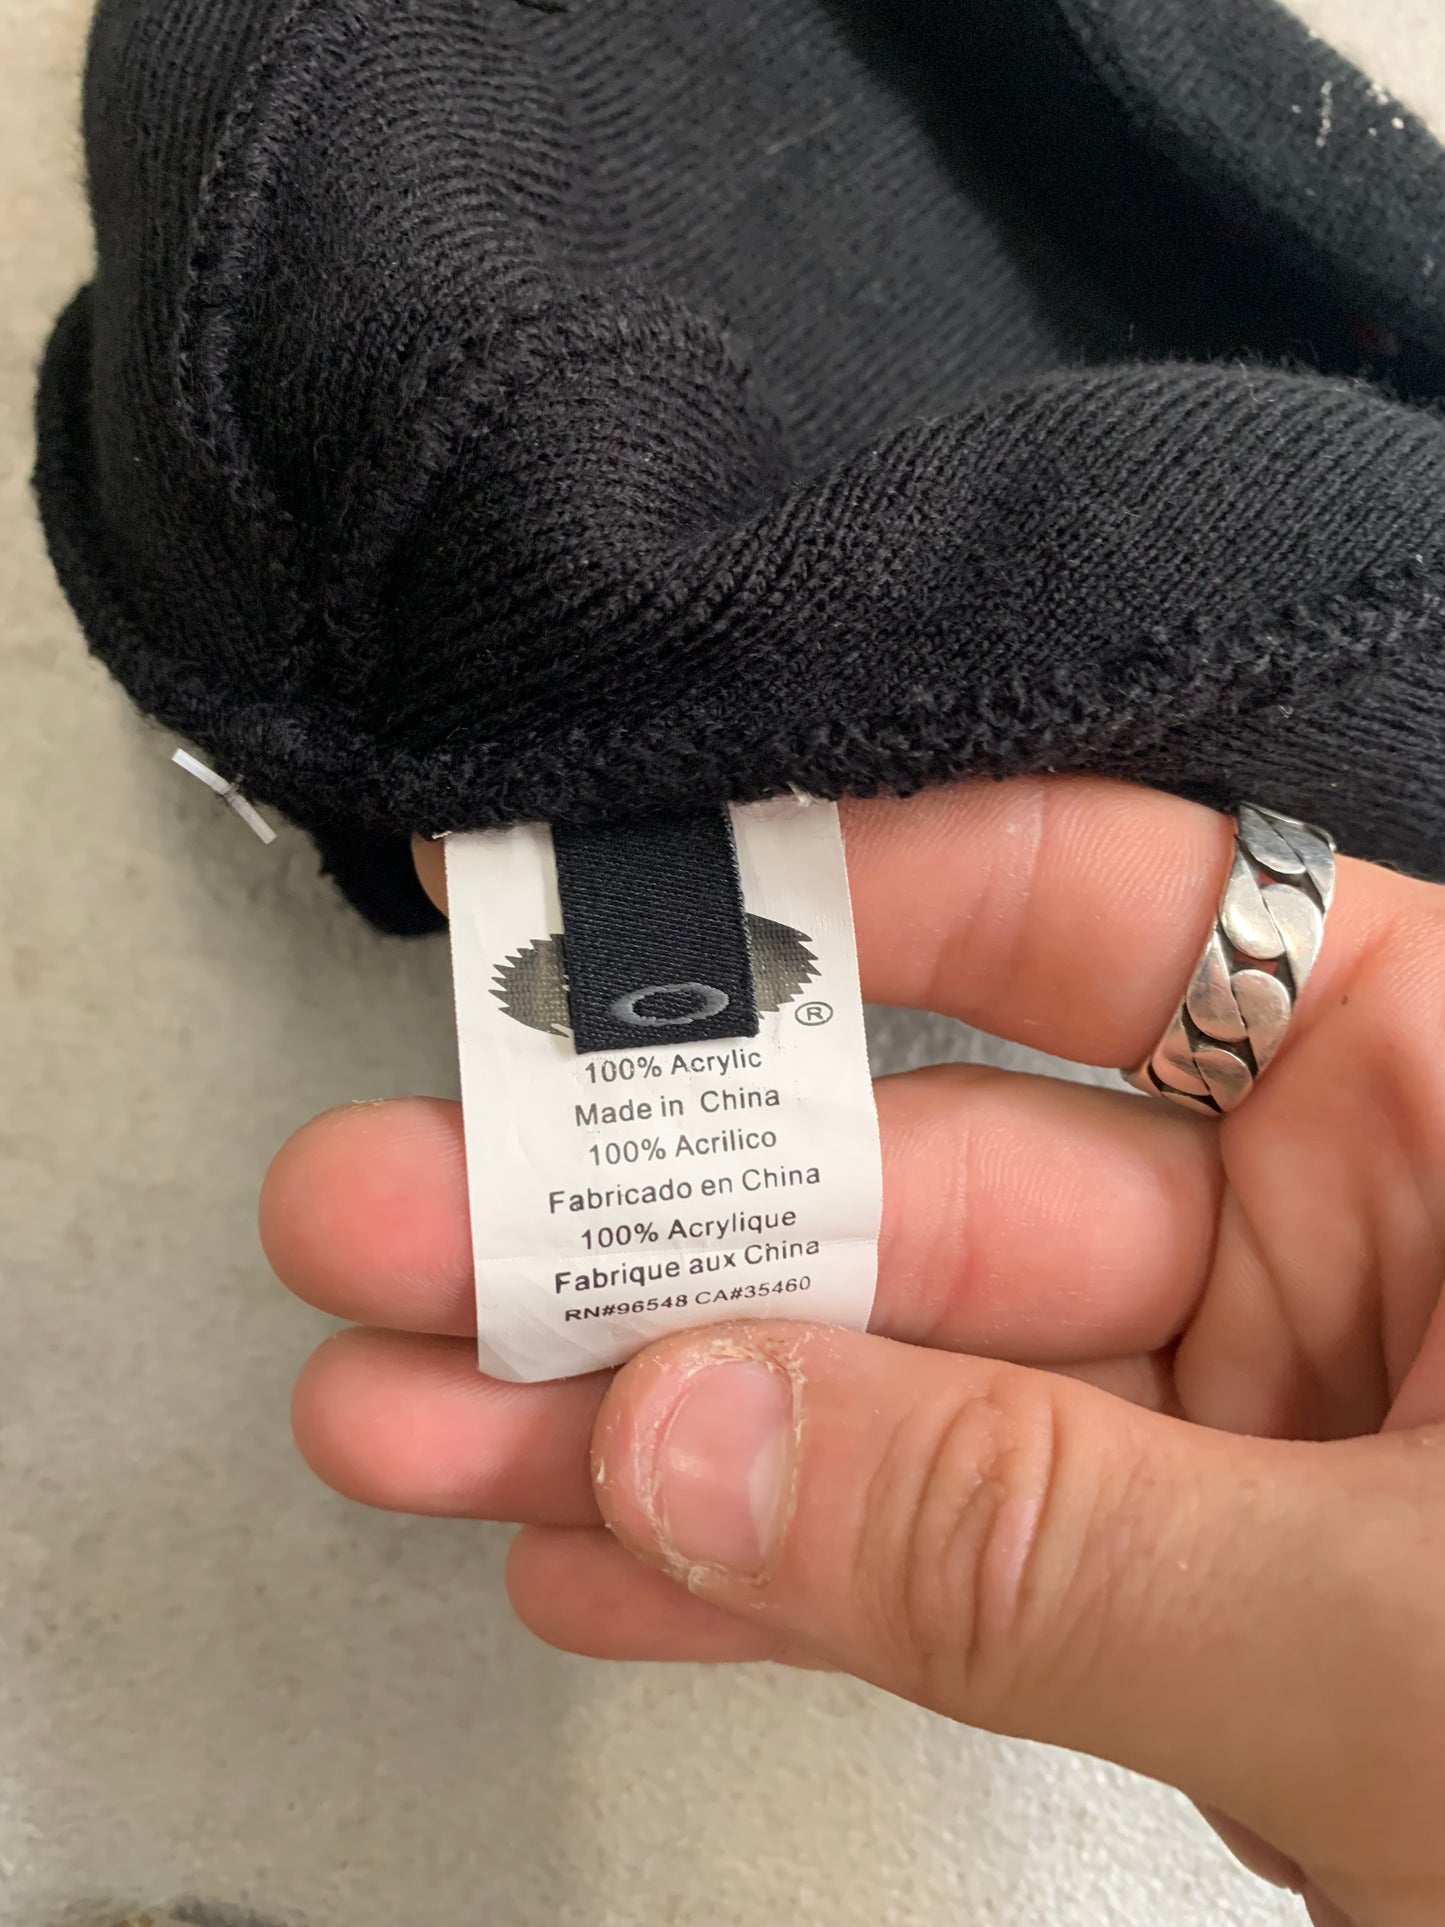 ®
100% Acrylic
Made in China
100% Acrilico
Fabricado en China
100% Acrylique
Fabrique aux China
RN#96548 CA#35460